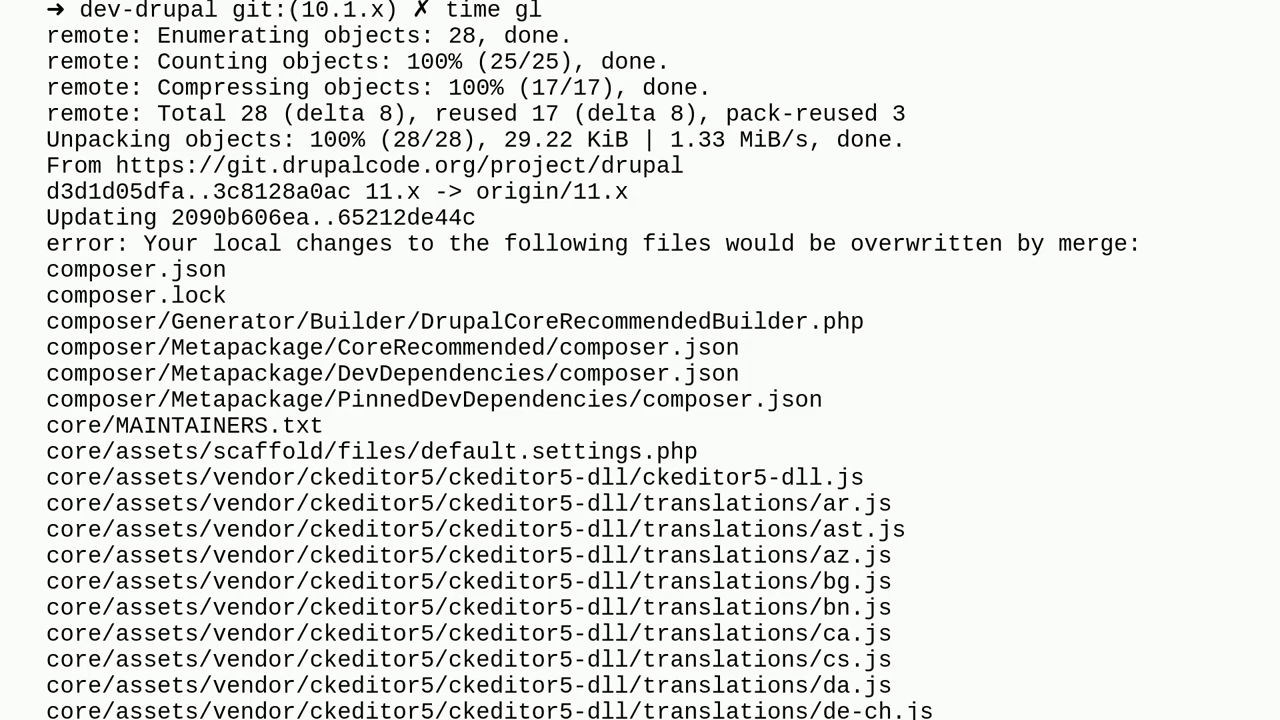 ➜ dev-drupal git:(10.1.x) ✗ time gl
remote: Enumerating objects: 28, done.
remote: Counting objects: 100% (25/25), done.
remote: Compressing objects: 100% (17/17), done.
remote: Total 28 (delta 8), reused 17 (delta 8), pack-reused 3
Unpacking objects: 100% (28/28), 29.22 KiB | 1.33 MiB/s, done.
From https://git.drupalcode.org/project/drupal
d3d1d05dfa..3c8128a0ac 11.x -> origin/11.x
Updating 2090b606ea..65212de44c
error: Your local changes to the following files would be overwritten by merge:
composer.json
composer.lock
composer/Generator/Builder/DrupalCoreRecommendedBuilder.php
composer/Metapackage/CoreRecommended/composer.json
composer/Metapackage/DevDependencies/composer.json
composer/Metapackage/PinnedDevDependencies/composer.json
core/MAINTAINERS.txt
core/assets/scaffold/files/default.settings.php
core/assets/vendor/ckeditor5/ckeditor5-dll/ckeditor5-dll.js
core/assets/vendor/ckeditor5/ckeditor5-dll/translations/ar.js
core/assets/vendor/ckeditor5/ckeditor5-dll/translations/ast.js
core/assets/vendor/ckeditor5/ckeditor5-dll/translations/az.js
core/assets/vendor/ckeditor5/ckeditor5-dll/translations/bg.js
core/assets/vendor/ckeditor5/ckeditor5-dll/translations/bn.js
core/assets/vendor/ckeditor5/ckeditor5-dll/translations/ca.js
core/assets/vendor/ckeditor5/ckeditor5-dll/translations/cs.js
core/assets/vendor/ckeditor5/ckeditor5-dll/translations/da.js
core/assets/vendor/ckeditor5/ckeditor5-dll/translations/de-ch.js